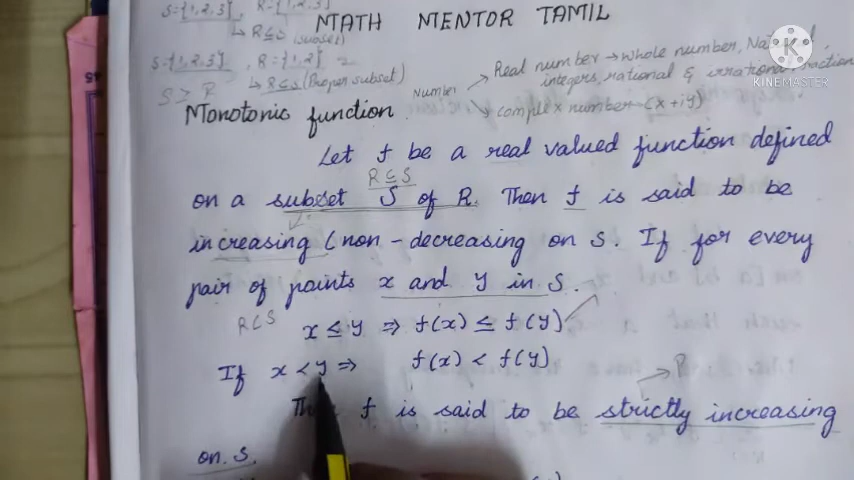 S={1,2,3}, R={1,2,3}
MATH MENTOR TAMIL
↳ R⊆S (subset)
S={1,2,3}, R={1,2} =
↳ R⊆S (Proper subset)
S ≥ R
Number
Real number → Whole number, Natural,
integers, rational & irrational fraction
complex number (x+iy)
KINEMASTER
Monotonic function
Let f be a real valued function defined
R⊆S
on a subset S of R. Then f is said to be
increasing (non-decreasing on S. If for every
pair of points x and y in S.
R⊂S
x ≤ y ⇒ f(x) ≤ f(y)
If x < y ⇒ f(x) < f(y)
f is said to be strictly increasing
on S.